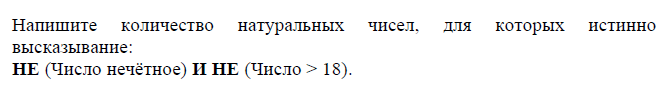 Напишите количество натуральных чисел, для которых истинно
высказывание:
НЕ (Число нечётное) И НЕ (Число > 18).